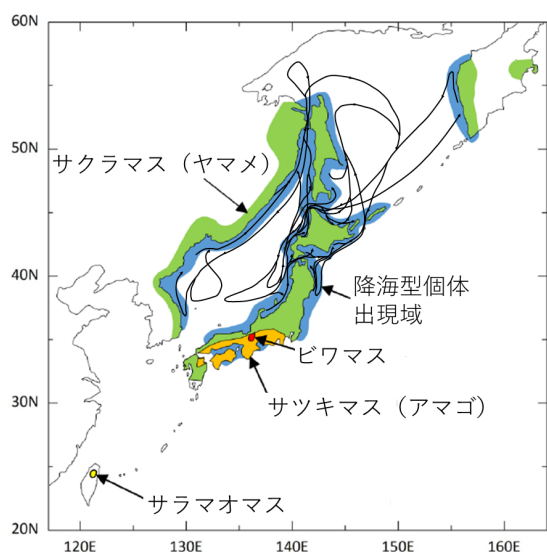 60N
50N
サクラマス（ヤマメ）
40N
降海型個体
出現域
ビワマス
サツキマス（アマゴ）
30N
サラマオマス
20N
120E
130E
140E
150E
160E